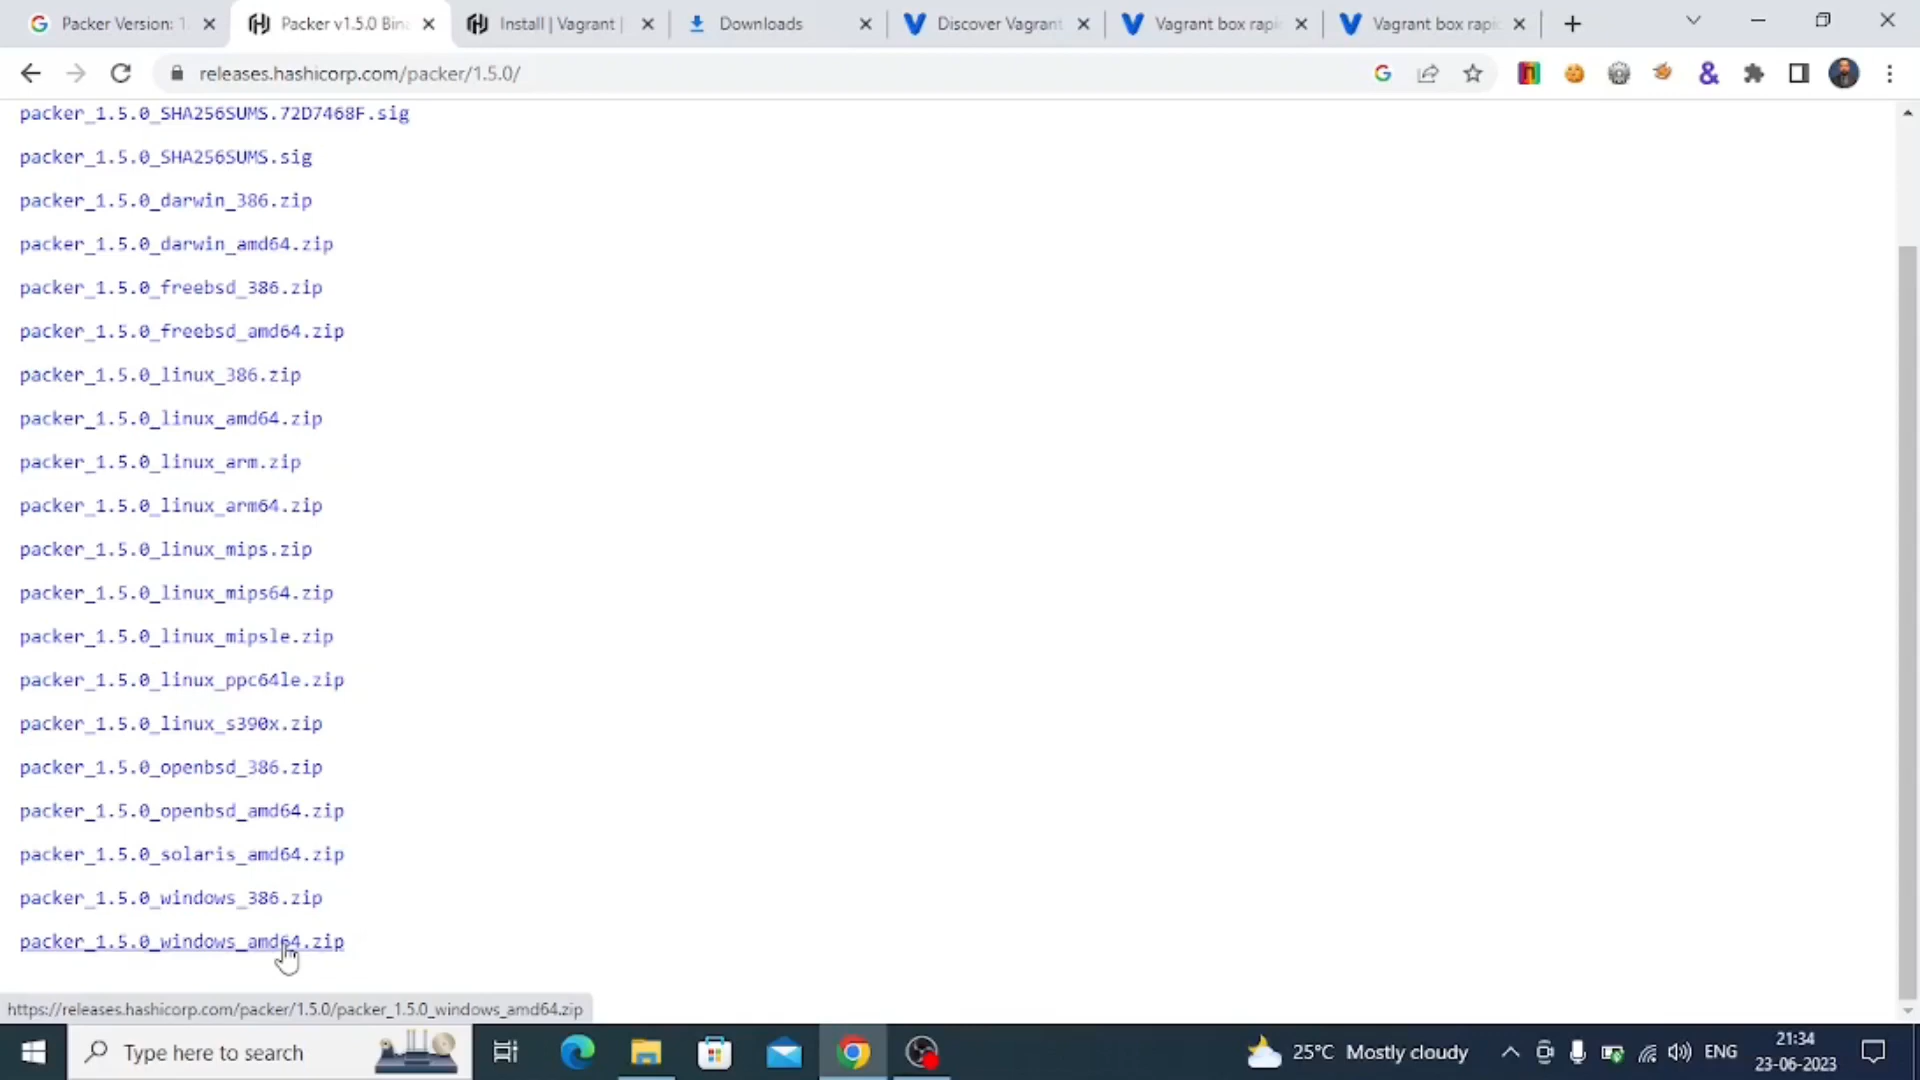 Packer Version: 1.
Packer v1.5.0 Bin
Install | Vagrant |
Downloads
Discover Vagrant
Vagrant box rapi
Vagrant box rapi
releases.hashicorp.com/packer/1.5.0/
packer_1.5.0_SHA256SUMS.72D7468F.sig
packer_1.5.0_SHA256SUMS.sig
packer_1.5.0_darwin_386.zip
packer_1.5.0_darwin_amd64.zip
packer_1.5.0_freebsd_386.zip
packer_1.5.0_freebsd_amd64.zip
packer_1.5.0_linux_386.zip
packer_1.5.0_linux_amd64.zip
packer_1.5.0_linux_arm.zip
packer_1.5.0_linux_arm64.zip
packer_1.5.0_linux_mips.zip
packer_1.5.0_linux_mips64.zip
packer_1.5.0_linux_mipsle.zip
packer_1.5.0_linux_ppc64le.zip
packer_1.5.0_linux_s390x.zip
packer_1.5.0_openbsd_386.zip
packer_1.5.0_openbsd_amd64.zip
packer_1.5.0_solaris_amd64.zip
packer_1.5.0_windows_386.zip
packer_1.5.0_windows_amd64.zip
https://releases.hashicorp.com/packer/1.5.0/packer_1.5.0_windows_amd64.zip
Type here to search
25°C Mostly cloudy
ENG
21:34
23-06-2023